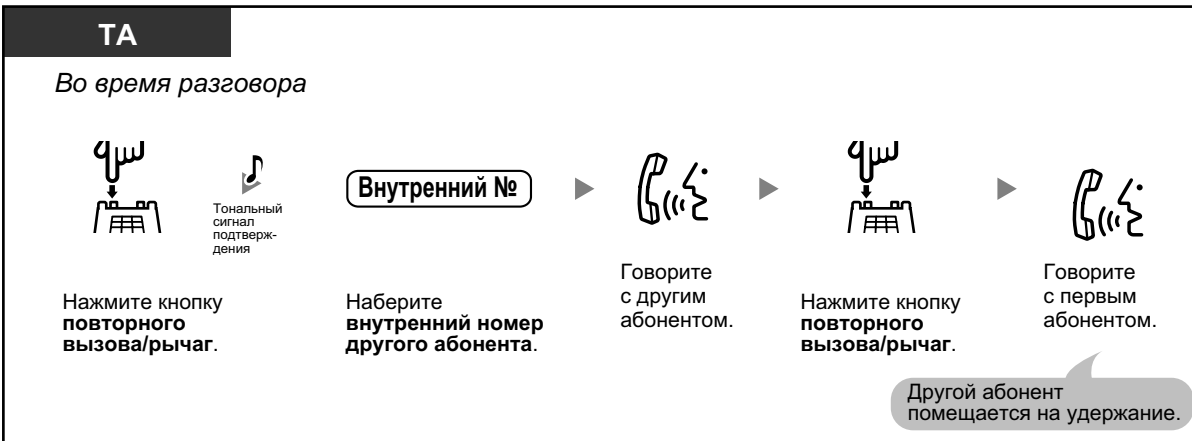 ТА
Во время разговора
Тональный
сигнал
подтверж-
дения
Внутренний №
Нажмите кнопку
повторного
вызова/рычаг.
Наберите
внутренний номер
другого абонента.
Говорите
с другим
абонентом.
Нажмите кнопку
повторного
вызова/рычаг.
Говорите
с первым
абонентом.
Другой абонент
помещается на удержание.